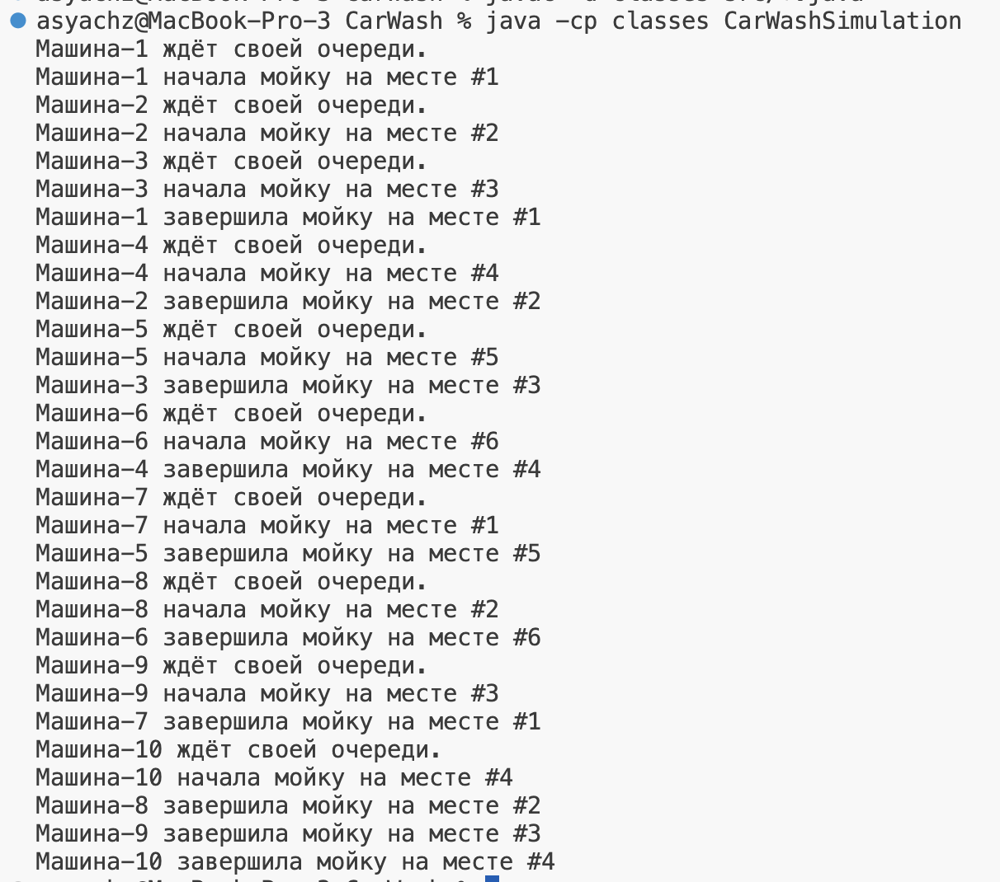 asyachz@MacBook-Pro-3 CarWash % java -cp classes CarWashSimulation
Машина-1 ждёт своей очереди.
Машина-1 начала мойку на месте #1
Машина-2 ждёт своей очереди.
Машина-2 начала мойку на месте #2
Машина-3 ждёт своей очереди.
Машина-3 начала мойку на месте #3
Машина-1 завершила мойку на месте #1
Машина-4 ждёт своей очереди.
Машина-4 начала мойку на месте #4
Машина-2 завершила мойку на месте #2
Машина-5 ждёт своей очереди.
Машина-5 начала мойку на месте #5
Машина-3 завершила мойку на месте #3
Машина-6 ждёт своей очереди.
Машина-6 начала мойку на месте #6
Машина-4 завершила мойку на месте #4
Машина-7 ждёт своей очереди.
Машина-7 начала мойку на месте #1
Машина-5 завершила мойку на месте #5
Машина-8 ждёт своей очереди.
Машина-8 начала мойку на месте #2
Машина-6 завершила мойку на месте #6
Машина-9 ждёт своей очереди.
Машина-9 начала мойку на месте #3
Машина-7 завершила мойку на месте #1
Машина-10 ждёт своей очереди.
Машина-10 начала мойку на месте #4
Машина-8 завершила мойку на месте #2
Машина-9 завершила мойку на месте #3
Машина-10 завершила мойку на месте #4